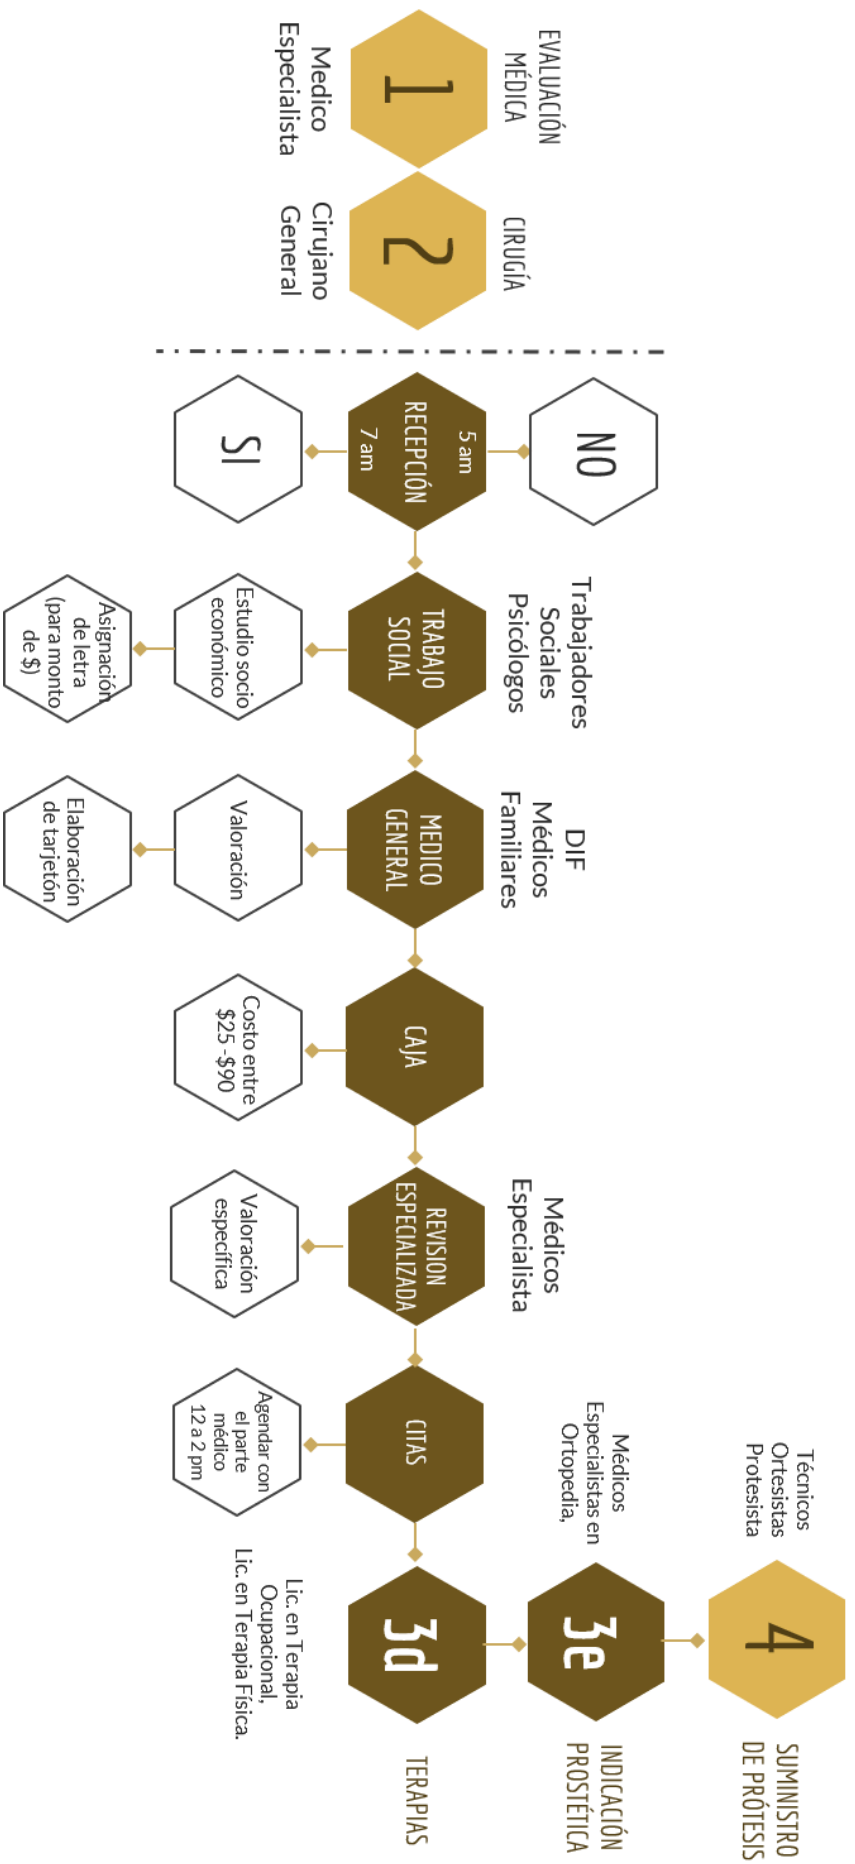 EVALUACIÓN
MÉDICA
1
Medico
Especialista
CIRUGÍA
2
Cirujano
General
NO
5 am
RECEPCIÓN
7 am
SI
Trabajadores
Sociales
Psicólogos
TRABAJO
SOCIAL
Estudio socio
económico
Asignación
de letra
(para monto
de $)
DIF
Médicos
Familiares
MEDICO
GENERAL
Valoración
Elaboración
de tarjetón
CAJA
Costo entre
$25 -$90
Médicos
Especialista
REVISION
ESPECIALIZADA
Valoración
específica
CITAS
Agendar con
el parte
médico
12 a 2 pm
3d
TERAPIAS
Lic. en Terapia
Ocupacional,
Lic. en Terapia Física.
Médicos
Especialistas en
Ortopedia,
3e
INDICACIÓN
PROSTÉTICA
Técnicos
Ortesistas
Protesista
4
SUMINISTRO
DE PRÓTESIS